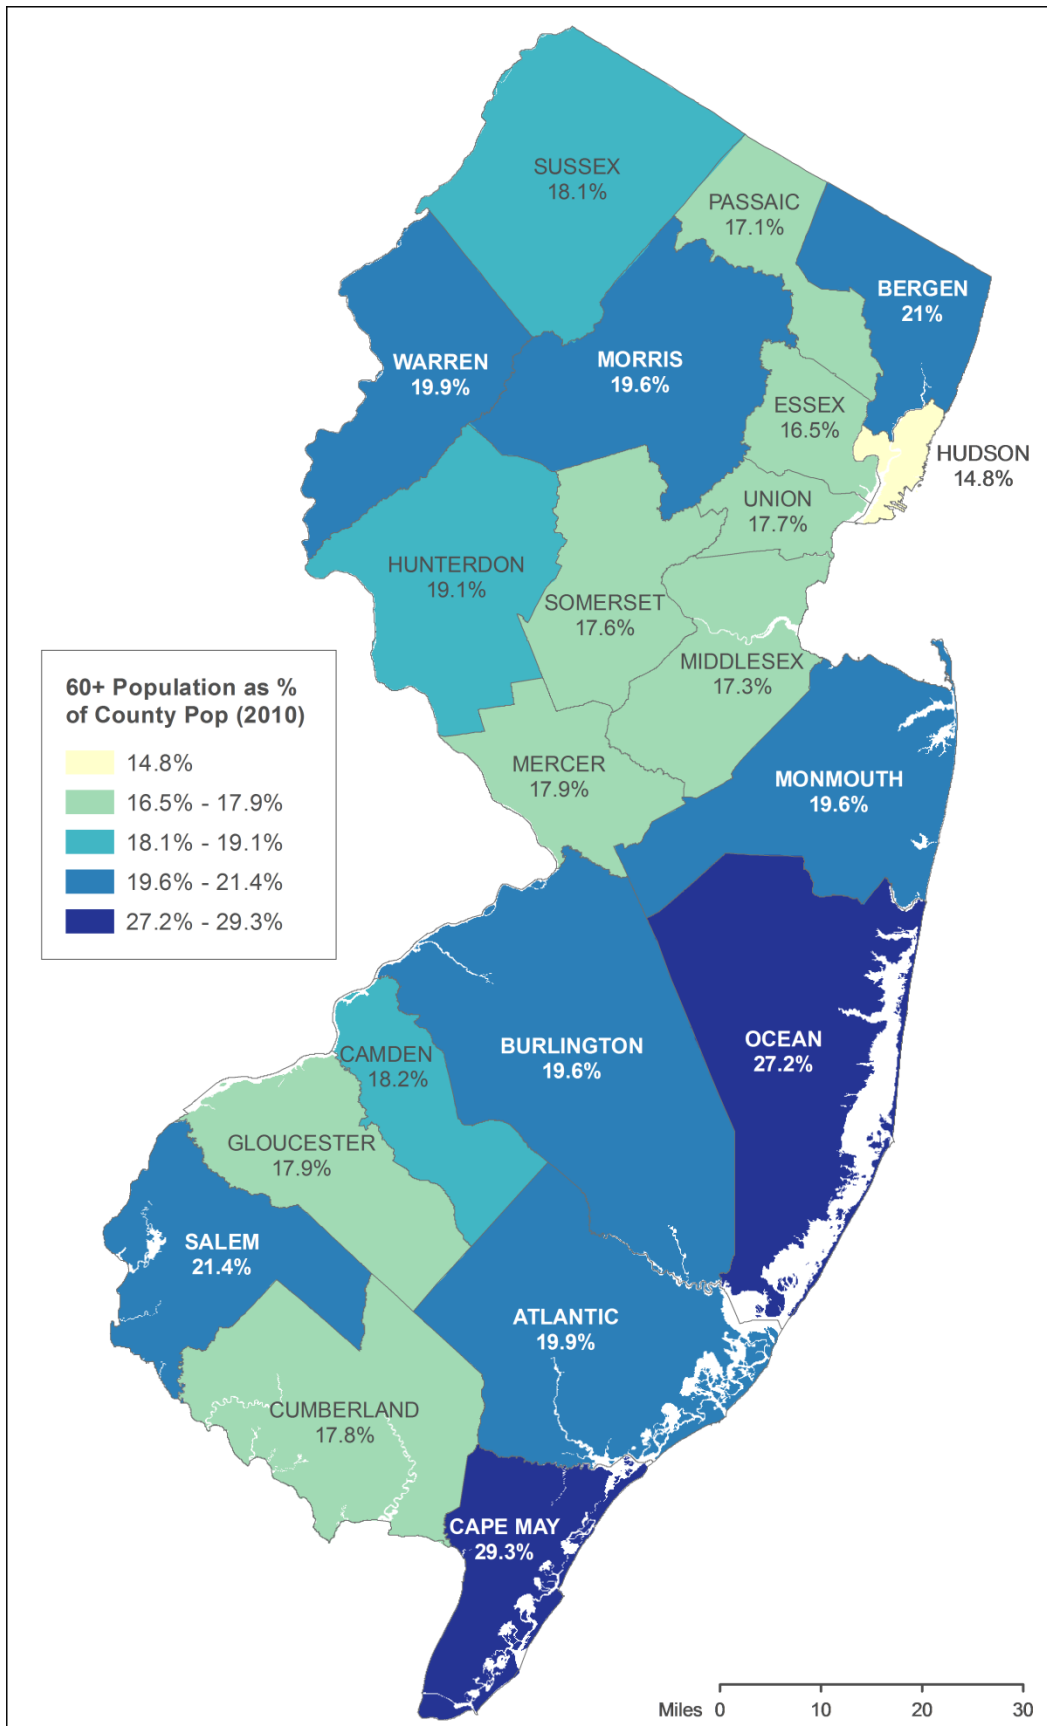 SUSSEX
18.1%
PASSAIC
17.1%
BERGEN
21%
WARREN
19.9%
MORRIS
19.6%
ESSEX
16.5%
HUDSON
14.8%
UNION
17.7%
HUNTERDON
19.1%
SOMERSET
17.6%
MIDDLESEX
17.3%
60+ Population as %
of County Pop (2010)
14.8%
16.5% - 17.9%
18.1% - 19.1%
19.6% - 21.4%
27.2% - 29.3%
MERCER
17.9%
MONMOUTH
19.6%
OCEAN
27.2%
BURLINGTON
19.6%
CAMDEN
18.2%
GLOUCESTER
17.9%
SALEM
21.4%
ATLANTIC
19.9%
CUMBERLAND
17.8%
CAPE MAY
29.3%
Miles 0 10 20 30